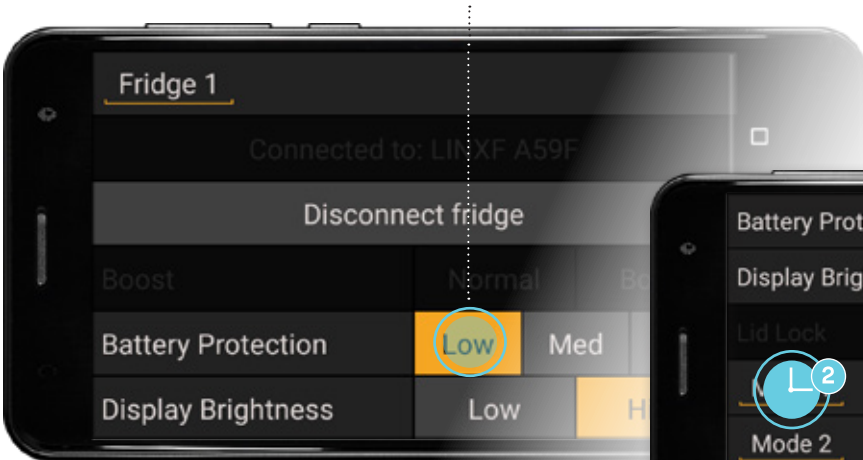 Fridge 1
Connected to: LINXF A59F
Disconnect fridge
Boost Normal
Battery Protection Low Med
Display Brightness Low
Battery Prot
Display Brig
Lid Lock
2
Mode 2